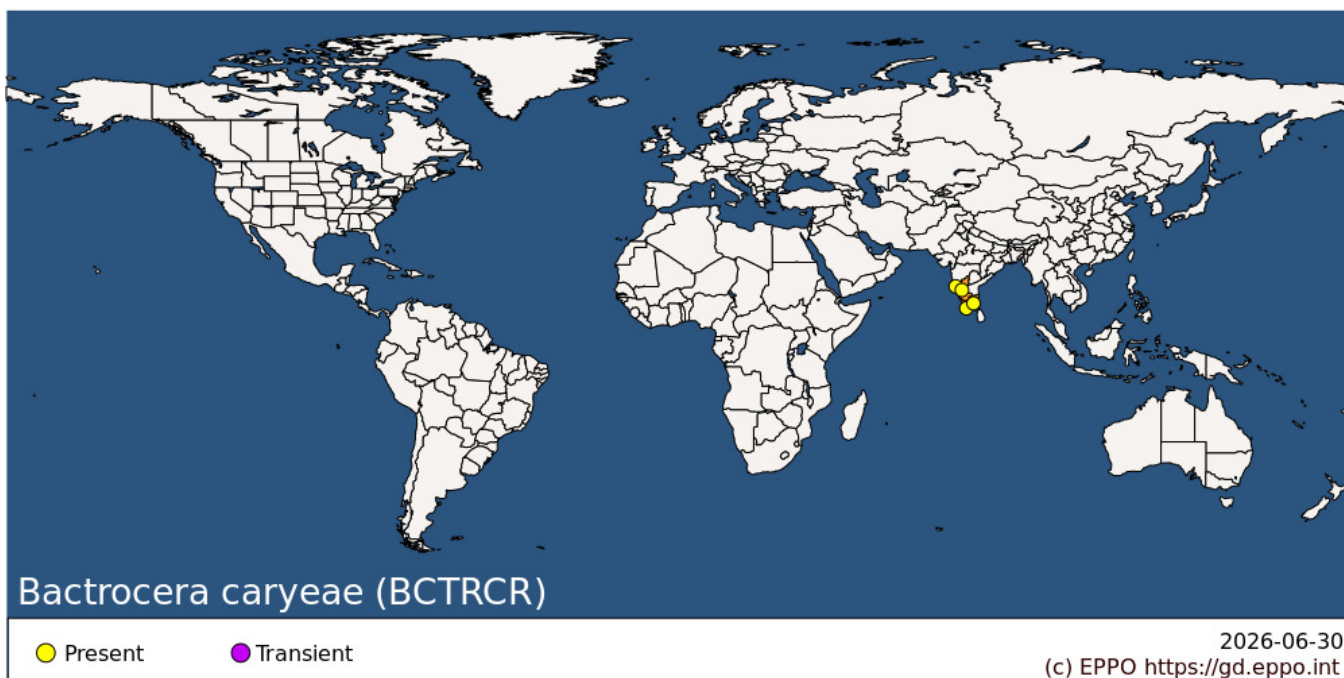 Bactrocera caryeae (BCTRCR)
Present
Transient
2026-06-30
(c) EPPO https://gd.eppo.int